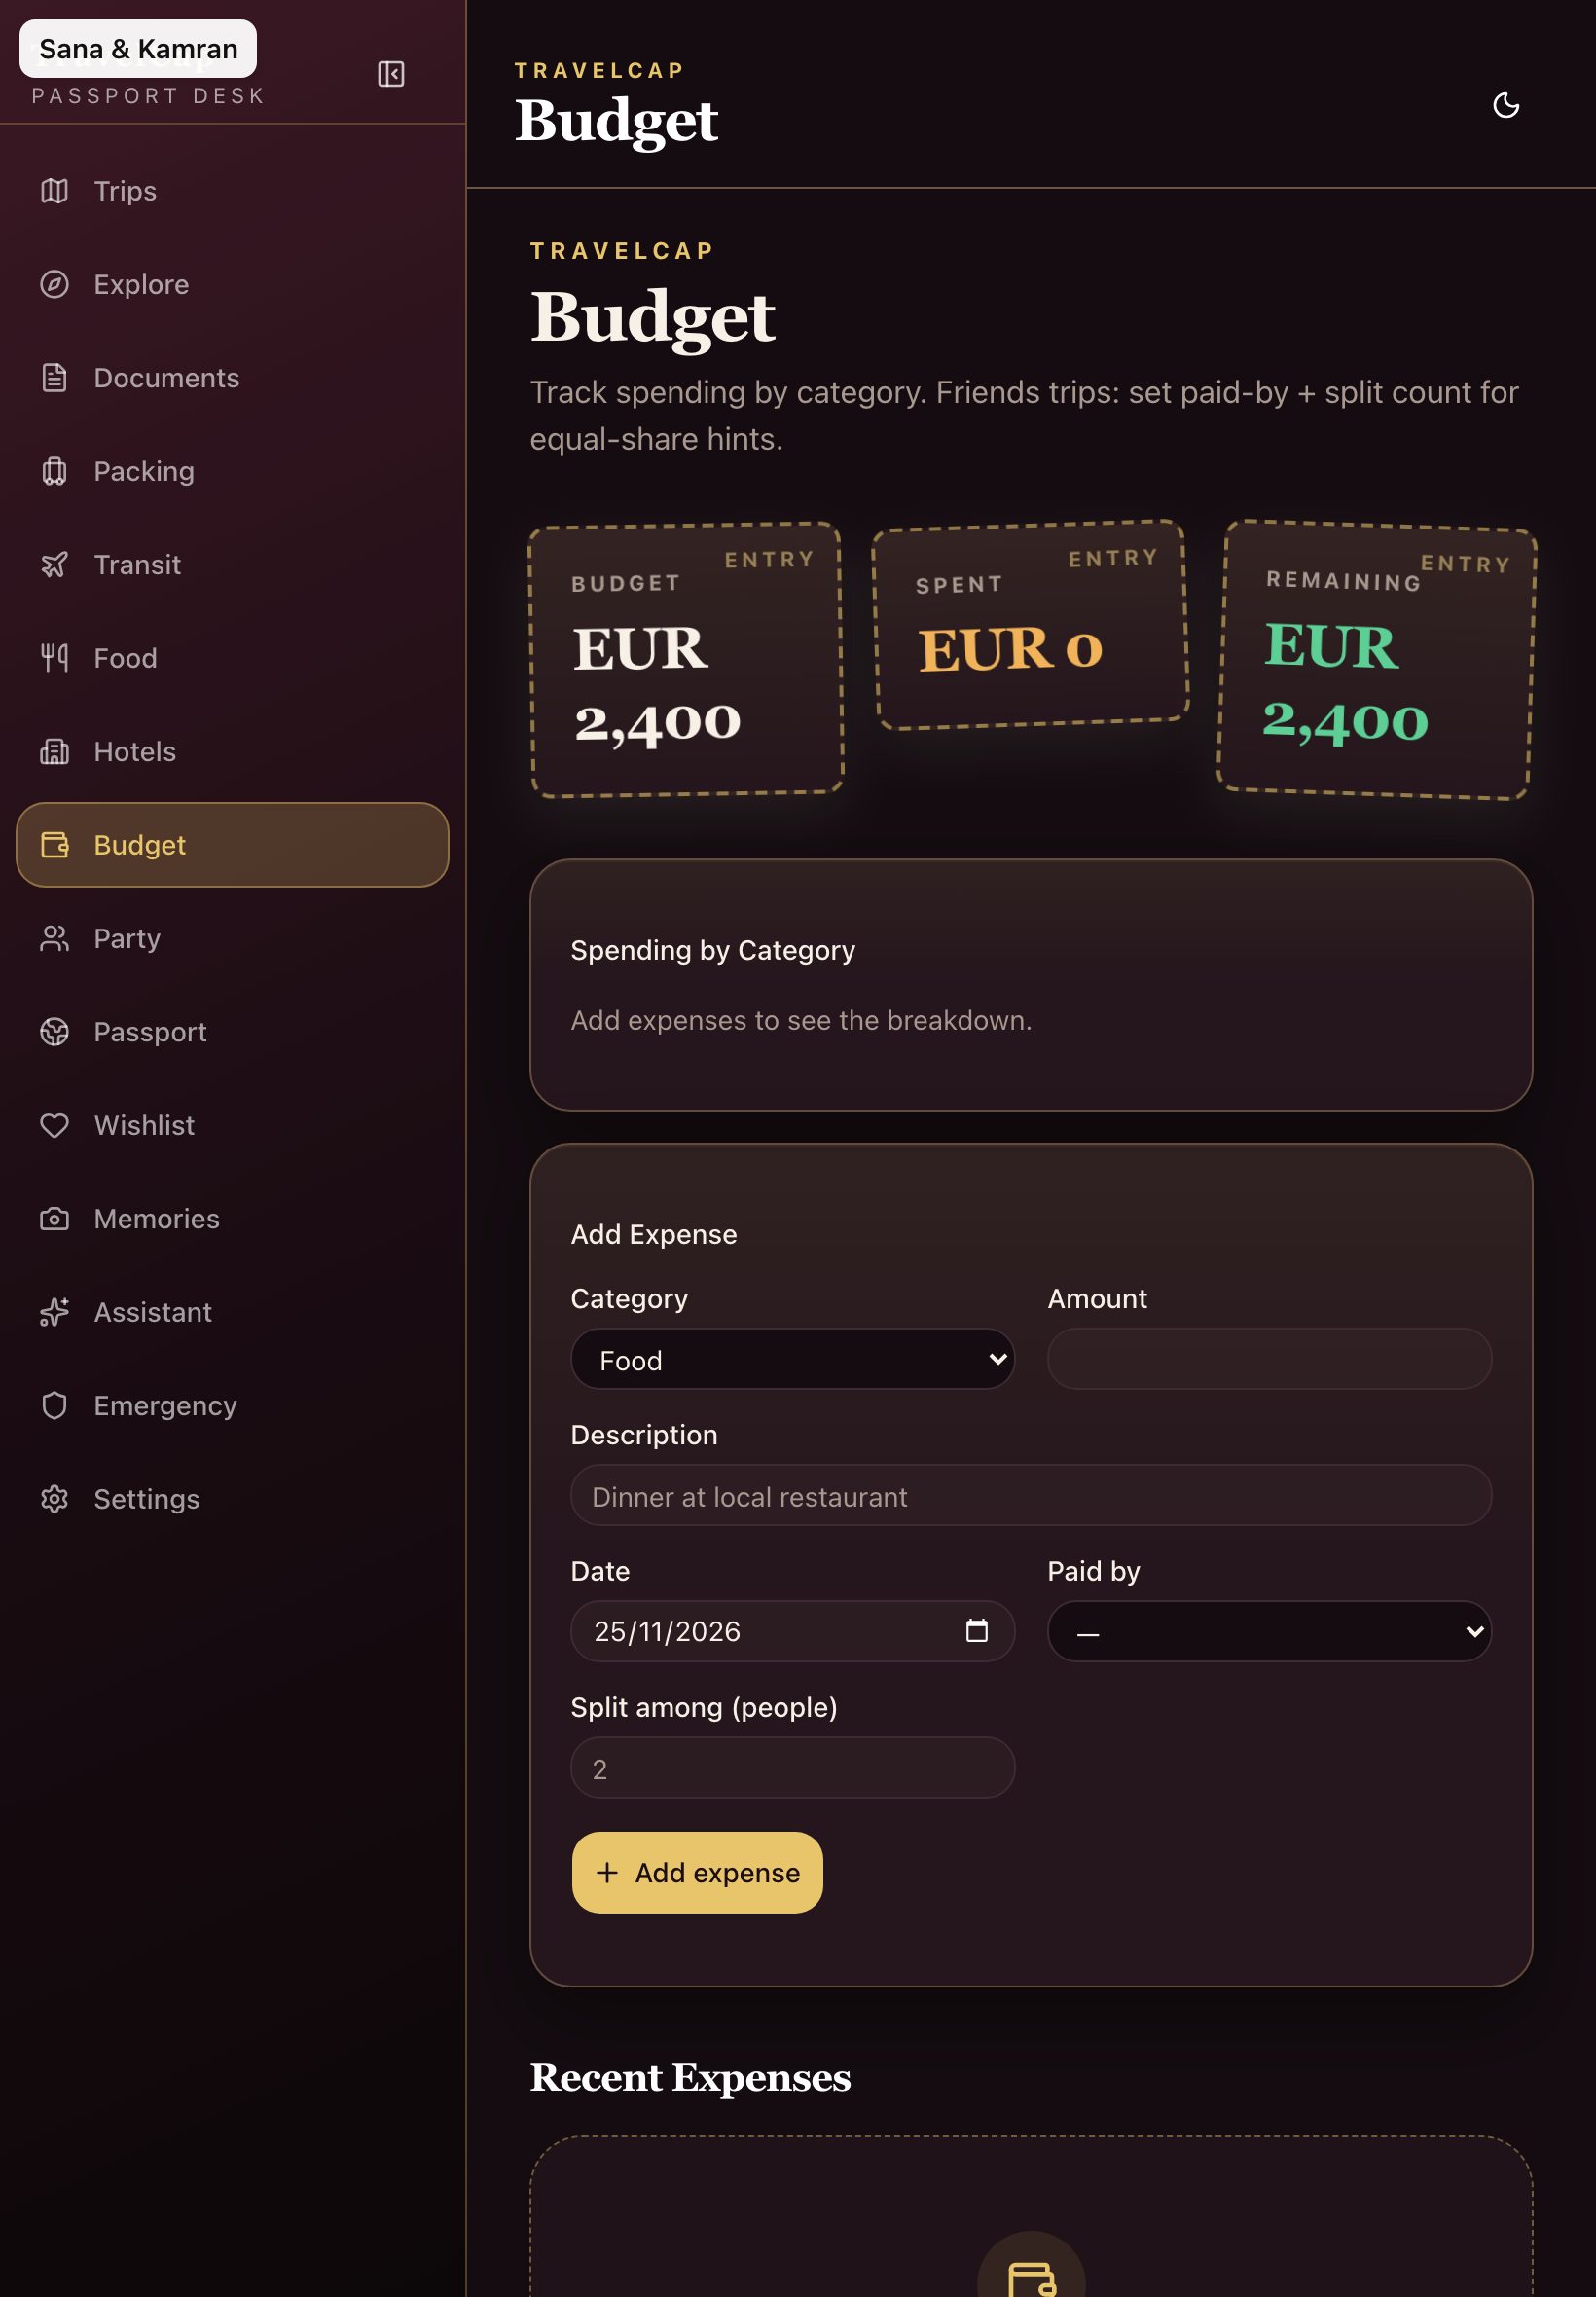 Sana & Kamran
PASSPORT DESK
Trips
Explore
Documents
Packing
Transit
Food
Hotels
Budget
Party
Passport
Wishlist
Memories
Assistant
Emergency
Settings
TRAVELCAP
Budget
TRAVELCAP
Budget
Track spending by category. Friends trips: set paid-by + split count for
equal-share hints.
ENTRY
BUDGET
EUR
2,400
ENTRY
SPENT
EUR 0
ENTRY
REMAINING
EUR
2,400
Spending by Category
Add expenses to see the breakdown.
Add Expense
Category
Amount
Food
Description
Dinner at local restaurant
Date
Paid by
25/11/2026
—
Split among (people)
2
+ Add expense
Recent Expenses